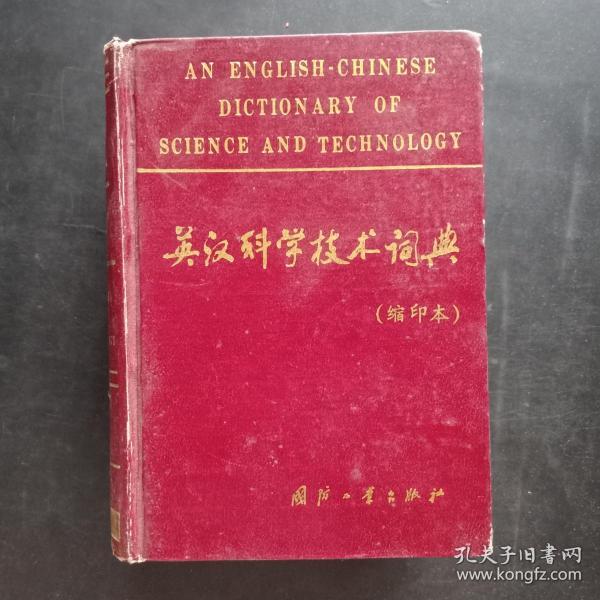 AN ENGLISH-CHINESE
DICTIONARY OF
SCIENCE AND TECHNOLOGY
英汉科学技术词典
(缩印本)
国防工业出版社
孔夫子旧书网
www.kongfz.com